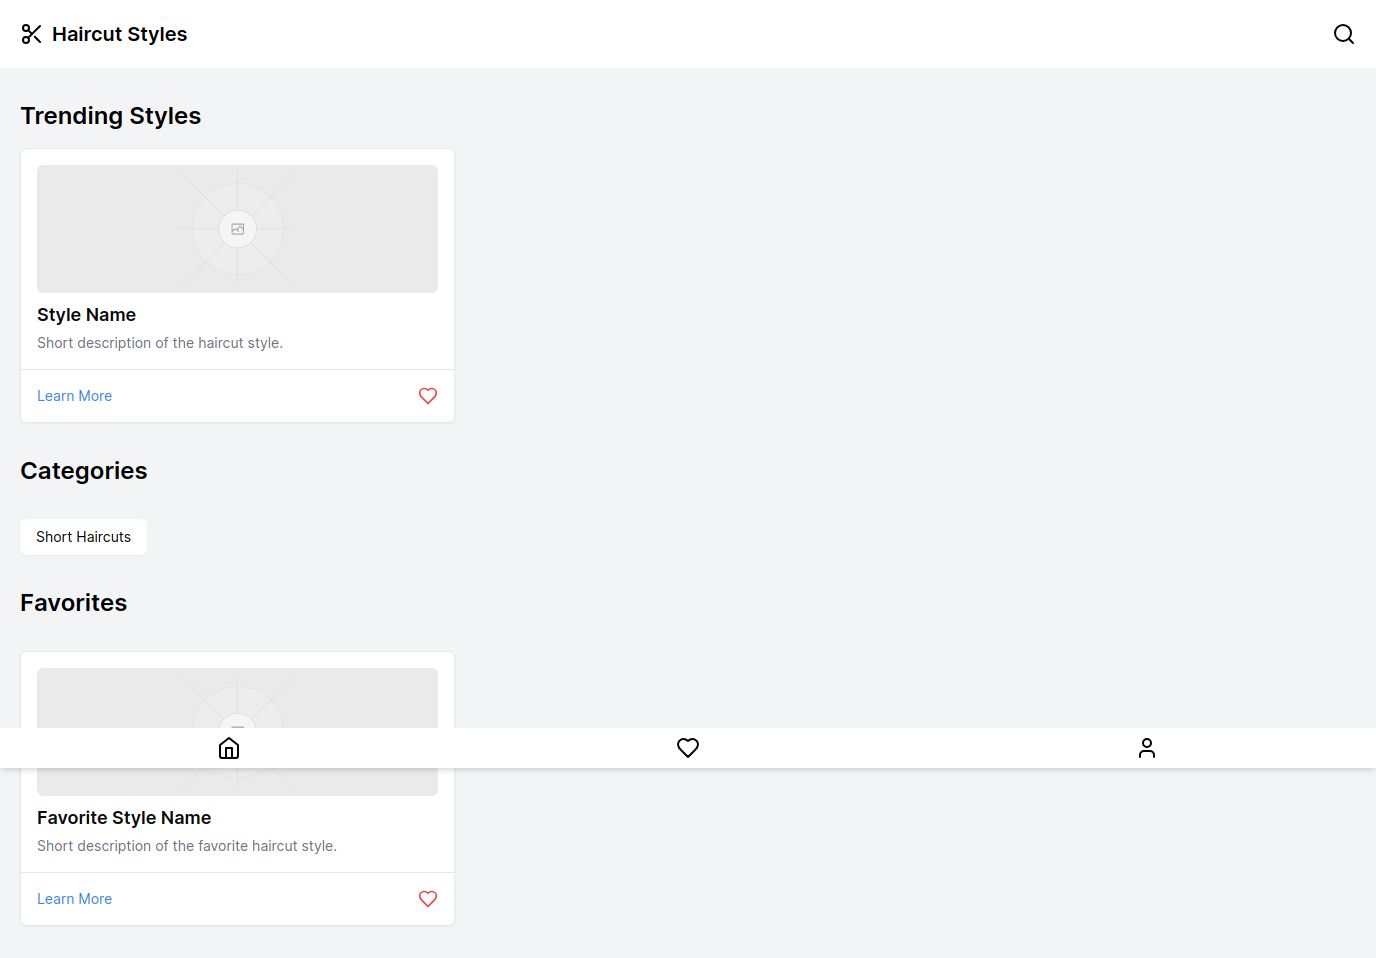 Haircut Styles
Trending Styles
Style Name
Short description of the haircut style.
Learn More
Categories
Short Haircuts
Favorites
Favorite Style Name
Short description of the favorite haircut style.
Learn More